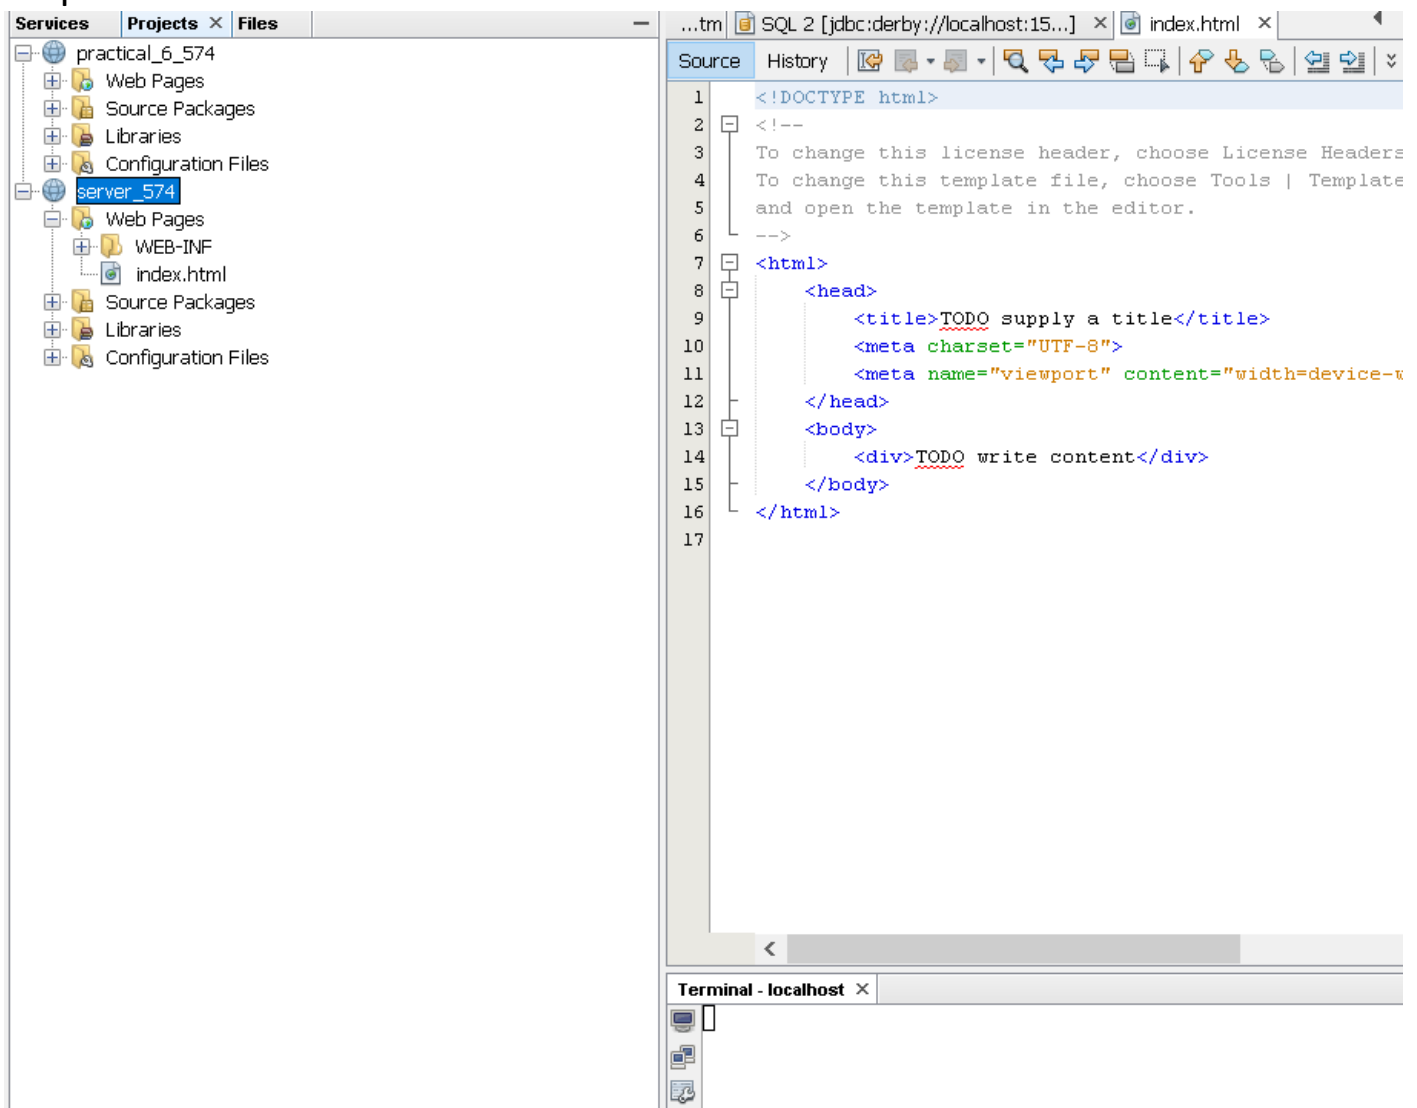 Services Projects Files
practical_6_574
Web Pages
Source Packages
Libraries
Configuration Files
server_574
Web Pages
WEB-INF
index.html
Source Packages
Libraries
Configuration Files
...tm SQL 2 [jdbc:derby://localhost:15...] index.html
Source History
1 <!DOCTYPE html>
2 <!--
3 To change this license header, choose License Headers
4 To change this template file, choose Tools | Template
5 and open the template in the editor.
6 -->
7 <html>
8 <head>
9 <title>TODO supply a title</title>
10 <meta charset="UTF-8">
11 <meta name="viewport" content="width=device-w
12 </head>
13 <body>
14 <div>TODO write content</div>
15 </body>
16 </html>
17
Terminal - localhost